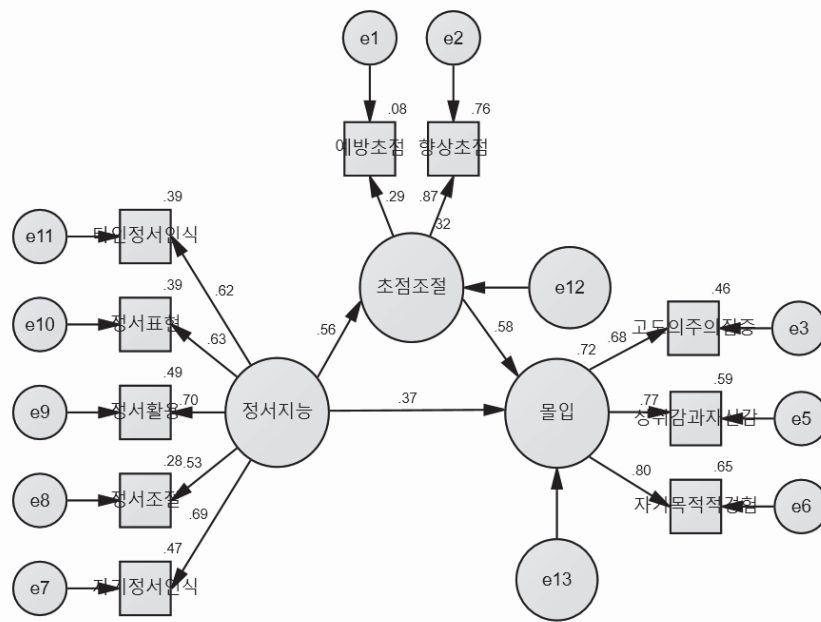 e1
e2
.08
.76
예방초점
향상초점
.29
.87
.32
초점조절
e12
.39
e11
타인정서인식
.62
.39
e10
정서표현
.63
.56
.58
.46
고도의주의집중
e3
.68
.72
.49
e9
정서활용
.70
정서지능
.37
몰입
.59
성취감과자신감
e5
.77
.28
.53
e8
정서조절
.80
.65
자기목적적경험
e6
.69
.47
e7
자기정서인식
e13